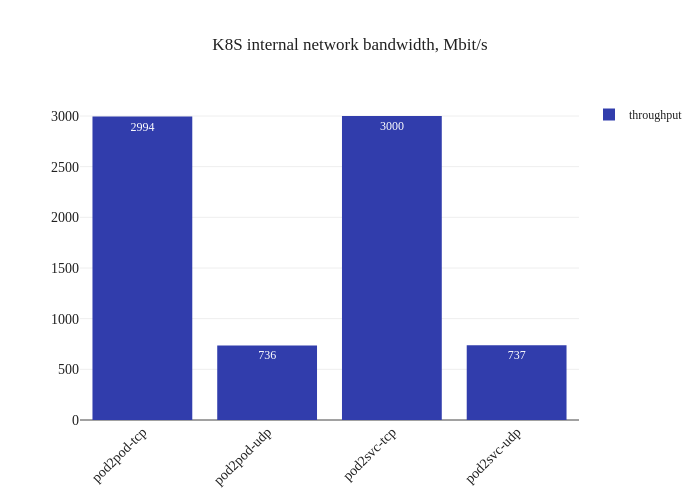 K8S internal network bandwidth, Mbit/s
throughput
3000
2500
2000
1500
1000
500
0
2994
736
3000
737
pod2pod-tcp
pod2pod-udp
pod2svc-tcp
pod2svc-udp